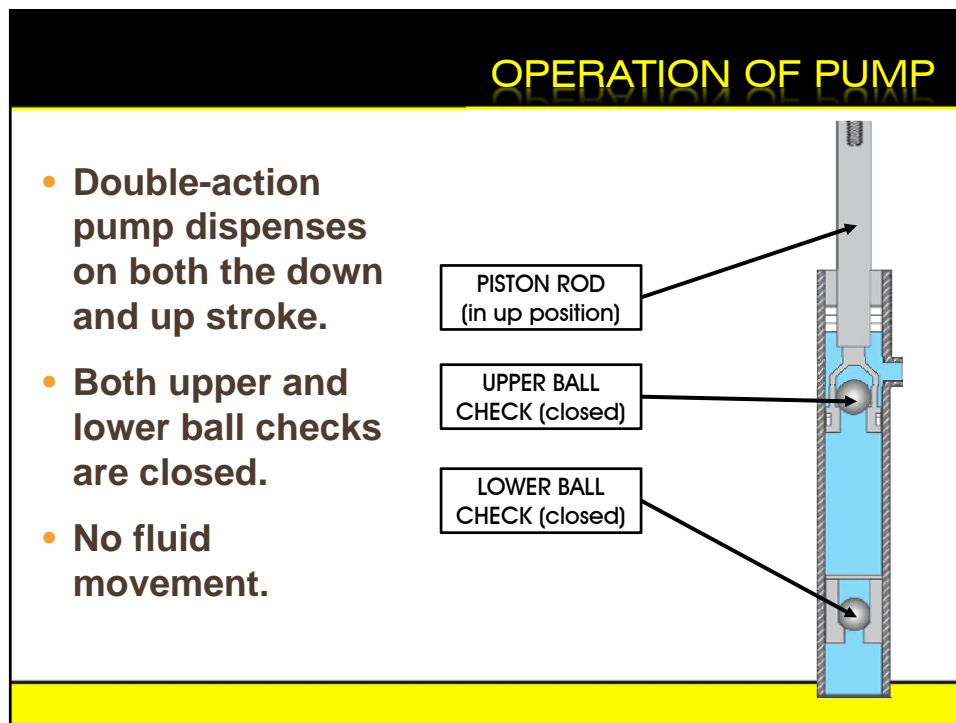 OPERATION OF PUMP
• Double-action
pump dispenses
on both the down
and up stroke.
• Both upper and
lower ball checks
are closed.
• No fluid
movement.
PISTON ROD
(in up position)
UPPER BALL
CHECK (closed)
LOWER BALL
CHECK (closed)